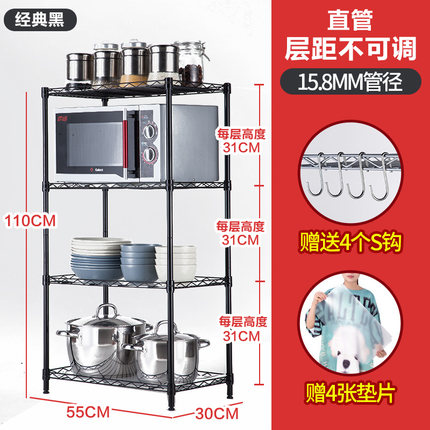 经典黑
直管
层距不可调
15.8MM管径
每层高度
31CM
每层高度
31CM
每层高度
31CM
110CM
55CM
30CM
赠送4个S钩
赠4张垫片